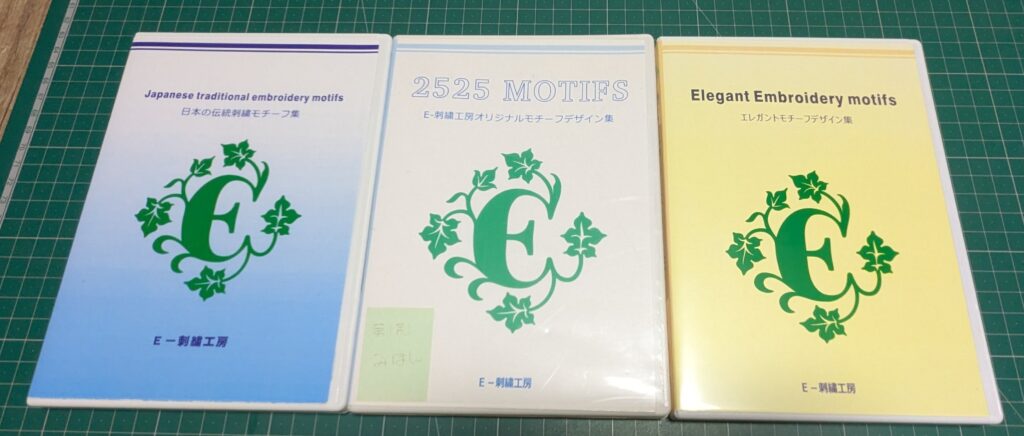 Japanese traditional embroidery motifs
日本の伝統刺繍モチーフ集
E
E－刺繍工房
2525 MOTIFS
E-刺繍工房オリジナルモチーフデザイン集
E
みほん
E－刺繍工房
Elegant Embroidery motifs
エレガントモチーフデザイン集
E
E－刺繍工房